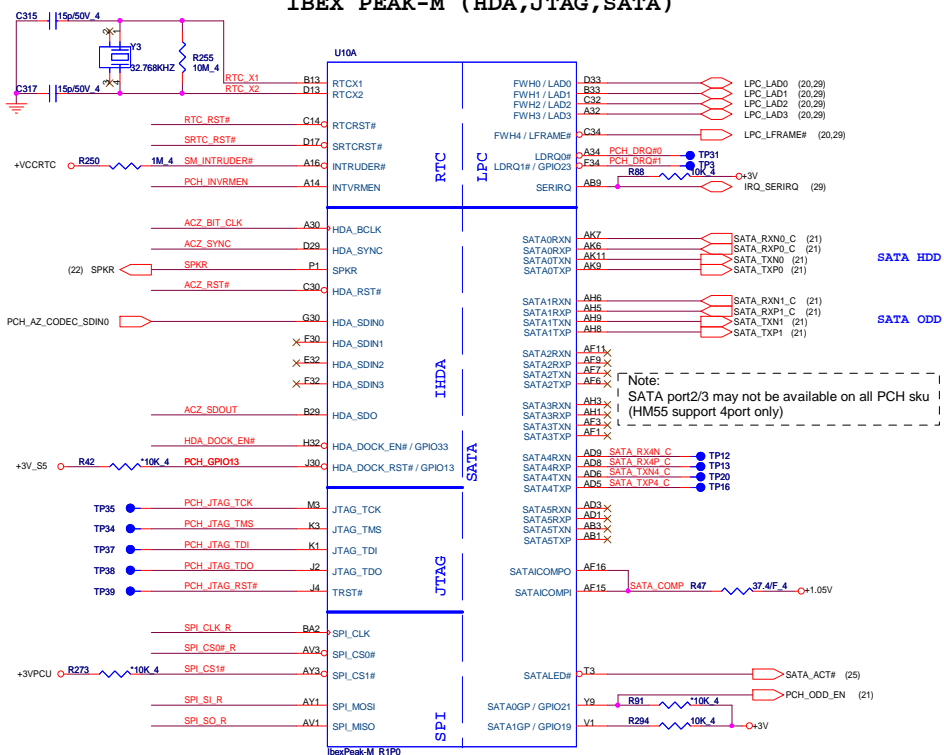 IBEX PEAK-M (HDA,JTAG,SATA)
C315 15p/50V_4
2 1
Y3
32.768KHZ
3 4
R255
10M_4
C317 15p/50V_4
U10A
RTC_X1 B13 RTCX1
RTC_X2 D13 RTCX2
RTC_RST# C14 RTCRST#
SRTC_RST# D17 SRTCRST#
+VCCRTC R250 1M_4 SM_INTRUDER# A16 INTRUDER#
PCH_INVRMEN A14 INTVRMEN
RTC
LPC
FWH0 / LAD0 D33 LPC_LAD0 (20,29)
FWH1 / LAD1 B33 LPC_LAD1 (20,29)
FWH2 / LAD2 C32 LPC_LAD2 (20,29)
FWH3 / LAD3 A32 LPC_LAD3 (20,29)
FWH4 / LFRAME# C34 LPC_LFRAME# (20,29)
LDRQ0# A34 PCH_DRQ#0 TP31
LDRQ1# / GPIO23 F34 PCH_DRQ#1 TP3
R88 10K_4 +3V
SERIRQ AB9 IRQ_SERIRQ (29)
ACZ_BIT_CLK A30 HDA_BCLK
ACZ_SYNC D29 HDA_SYNC
(22) SPKR SPKR P1 SPKR
ACZ_RST# C30 HDA_RST#
PCH_AZ_CODEC_SDIN0 G30 HDA_SDIN0
F30 HDA_SDIN1
E32 HDA_SDIN2
F32 HDA_SDIN3
ACZ_SDOUT B29 HDA_SDO
HDA_DOCK_EN# H32 HDA_DOCK_EN# / GPIO33
+3V_S5 R42 *10K_4 PCH_GPIO13 J30 HDA_DOCK_RST# / GPIO13
IHDA
SATA
SATA0RXN AK7 SATA_RXN0_C (21)
SATA0RXP AK6 SATA_RXP0_C (21)
SATA0TXN AK11 SATA_TXN0 (21)
SATA0TXP AK9 SATA_TXP0 (21)
SATA HDD
SATA1RXN AH6 SATA_RXN1_C (21)
SATA1RXP AH5 SATA_RXP1_C (21)
SATA1TXN AH9 SATA_TXN1 (21)
SATA1TXP AH8 SATA_TXP1 (21)
SATA ODD
SATA2RXN AF11
SATA2RXP AF9
SATA2TXN AF7
SATA2TXP AF6
SATA3RXN AH3
SATA3RXP AH1
SATA3TXN AF3
SATA3TXP AF1
Note:
SATA port2/3 may not be available on all PCH sku
(HM55 support 4port only)
SATA4RXN AD9 SATA_RX4N_C TP12
SATA4RXP AD8 SATA_RX4P_C TP13
SATA4TXN AD6 SATA_TXN4_C TP20
SATA4TXP AD5 SATA_TXP4_C TP16
SATA5RXN AD3
SATA5RXP AD1
SATA5TXN AB3
SATA5TXP AB1
TP35 PCH_JTAG_TCK M3 JTAG_TCK
TP34 PCH_JTAG_TMS K3 JTAG_TMS
TP37 PCH_JTAG_TDI K1 JTAG_TDI
TP38 PCH_JTAG_TDO J2 JTAG_TDO
TP39 PCH_JTAG_RST# J4 TRST#
JTAG
SATAICOMPO AF16
SATAICOMPI AF15 SATA_COMP R47 37.4/F_4 +1.05V
SPI_CLK_R BA2 SPI_CLK
SPI_CS0#_R AV3 SPI_CS0#
+3VPCU R273 *10K_4 SPI_CS1# AY3 SPI_CS1#
SPI_SI_R AY1 SPI_MOSI
SPI_SO_R AV1 SPI_MISO
SPI
SATALED# T3 SATA_ACT# (25)
PCH_ODD_EN (21)
SATA0GP / GPIO21 Y9 R91 *10K_4
SATA1GP / GPIO19 V1 R294 10K_4 +3V
IbexPeak-M_R1P0